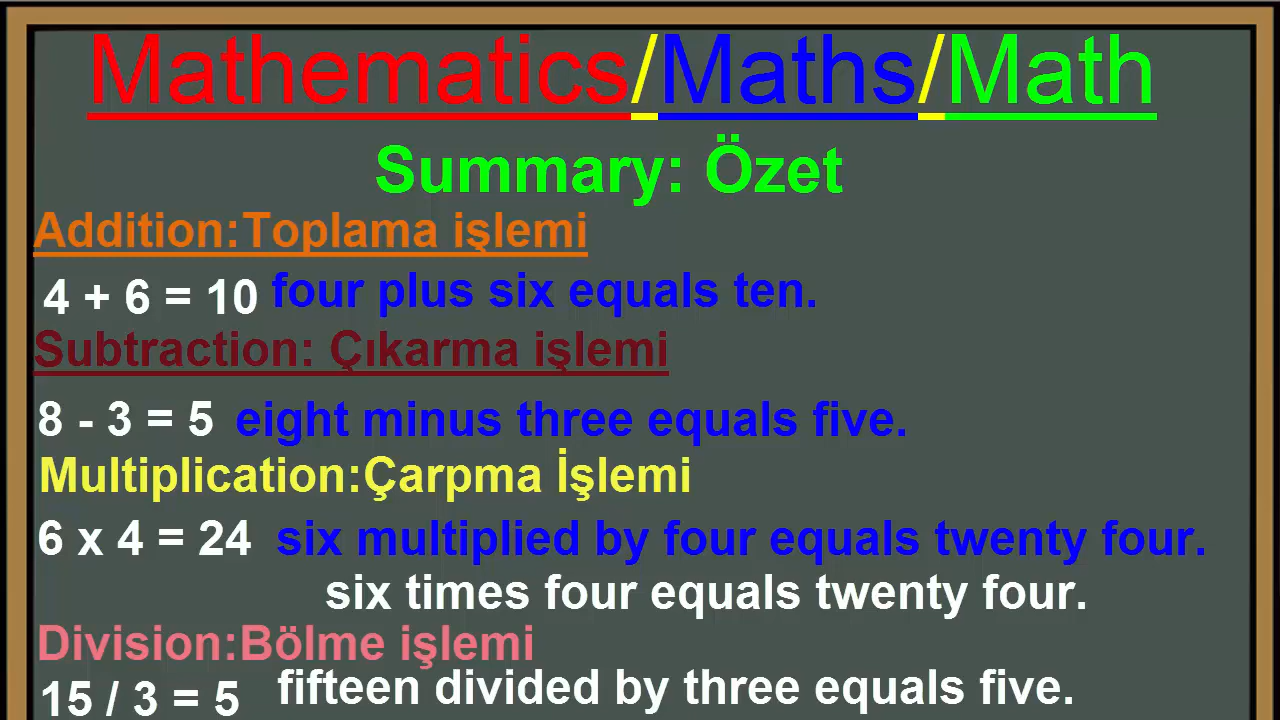 Mathematics/Maths/Math
Summary: Özet
Addition:Toplama işlemi
4 + 6 = 10 four plus six equals ten.
Subtraction: Çıkarma işlemi
8 - 3 = 5 eight minus three equals five.
Multiplication:Çarpma İşlemi
6 x 4 = 24 six multiplied by four equals twenty four.
six times four equals twenty four.
Division:Bölme işlemi
15 / 3 = 5 fifteen divided by three equals five.